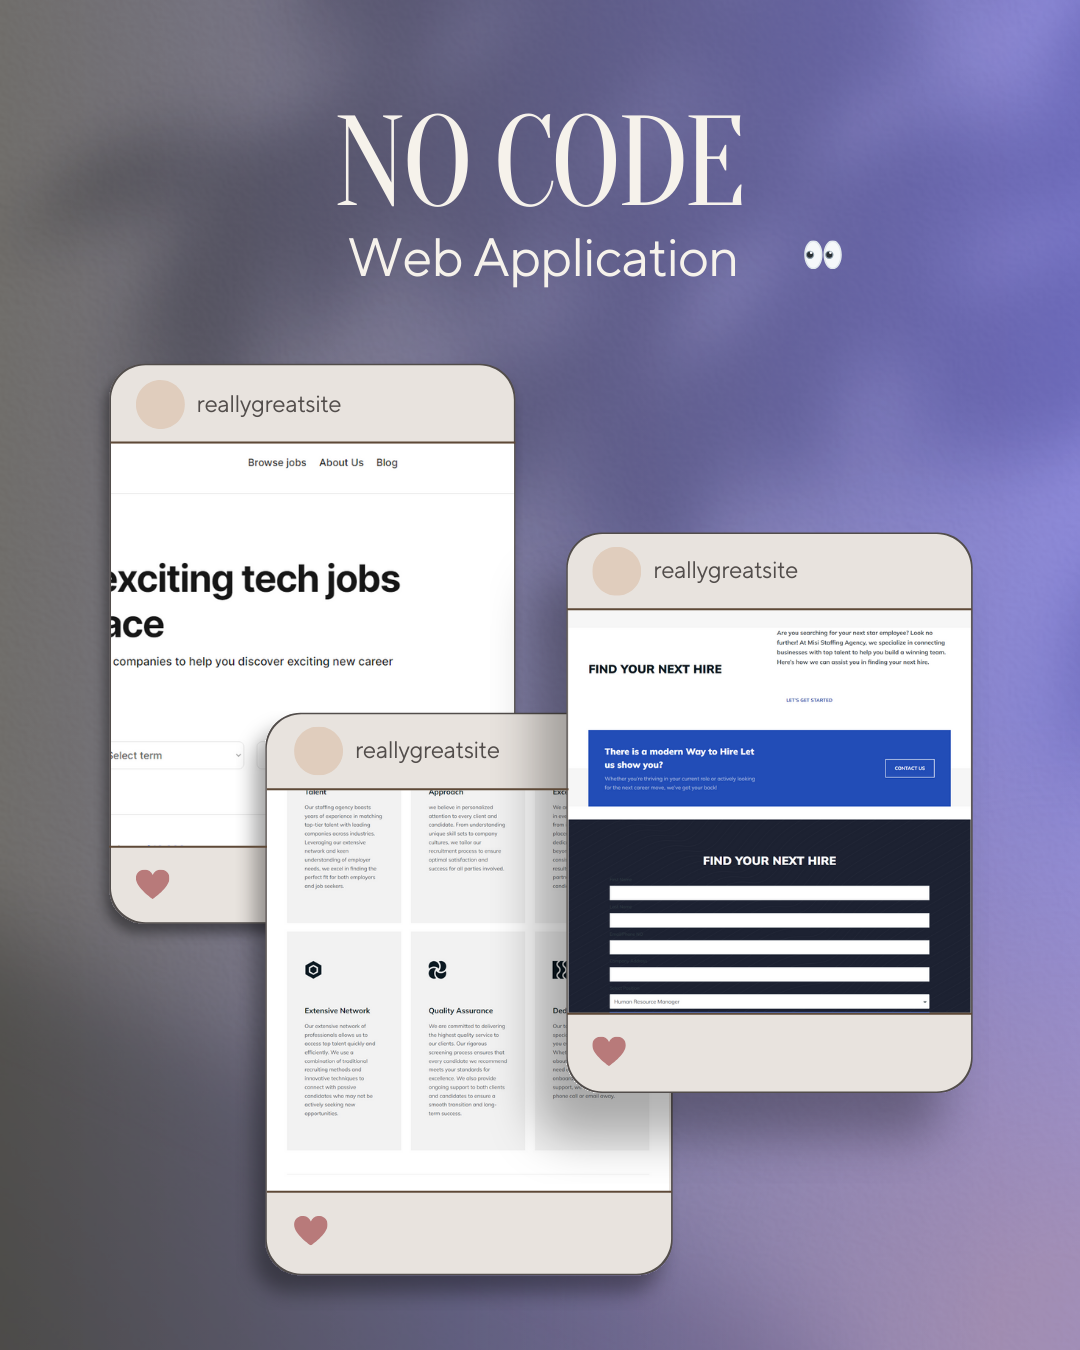 NO CODE
Web Application
reallygreatsite
Browse jobs About Us Blog
exciting tech jobs
ace
companies to help you discover exciting new career
Select term
reallygreatsite
Talent
Our staffing agency boasts
years of experience in matching
top-tier talent with leading
companies across industries.
Leveraging our extensive
network and keen
understanding of employer
needs, we excel in finding the
perfect fit for both employers
and job seekers.
Approach
we believe in personalized
attention to every client and
candidate. From understanding
unique skill sets to company
cultures, we tailor our
recruitment process to ensure
optimal satisfaction and
success for all parties involved.
Extensive Network
Our extensive network of
professionals allows us to
access top talent quickly and
efficiently. We use a
combination of traditional
recruiting methods and
innovative techniques to
connect with passive
candidates who may not be
actively seeking new
opportunities.
Quality Assurance
We are committed to delivering
the highest quality service to
our clients. Our rigorous
screening process ensures that
every candidate we recommend
meets your standards for
excellence. We also provide
ongoing support to both clients
and candidates to ensure a
smooth transition and long-
term success.
phone call or email away.
reallygreatsite
FIND YOUR NEXT HIRE
Are you searching for your next star employee? Look no
further! At Misi Staffing Agency, we specialize in connecting
businesses with top talent to help you build a winning team.
Here's how we can assist you in finding your next hire.
LET'S GET STARTED
There is a modern Way to Hire Let
us show you?
Whether you're thriving in your current role or actively looking
for the next career move, we've got your back!
CONTACT US
FIND YOUR NEXT HIRE
Human Resource Manager